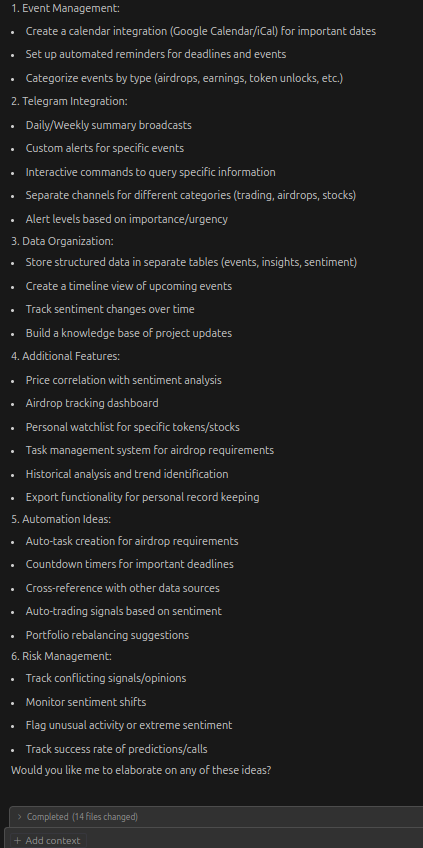 1. Event Management:
• Create a calendar integration (Google Calendar/iCal) for important dates
• Set up automated reminders for deadlines and events
• Categorize events by type (airdrops, earnings, token unlocks, etc.)
2. Telegram Integration:
• Daily/Weekly summary broadcasts
• Custom alerts for specific events
• Interactive commands to query specific information
• Separate channels for different categories (trading, airdrops, stocks)
• Alert levels based on importance/urgency
3. Data Organization:
• Store structured data in separate tables (events, insights, sentiment)
• Create a timeline view of upcoming events
• Track sentiment changes over time
• Build a knowledge base of project updates
4. Additional Features:
• Price correlation with sentiment analysis
• Airdrop tracking dashboard
• Personal watchlist for specific tokens/stocks
• Task management system for airdrop requirements
• Historical analysis and trend identification
• Export functionality for personal record keeping
5. Automation Ideas:
• Auto-task creation for airdrop requirements
• Countdown timers for important deadlines
• Cross-reference with other data sources
• Auto-trading signals based on sentiment
• Portfolio rebalancing suggestions
6. Risk Management:
• Track conflicting signals/opinions
• Monitor sentiment shifts
• Flag unusual activity or extreme sentiment
• Track success rate of predictions/calls
Would you like me to elaborate on any of these ideas?
> Completed (14 files changed)
+ Add context